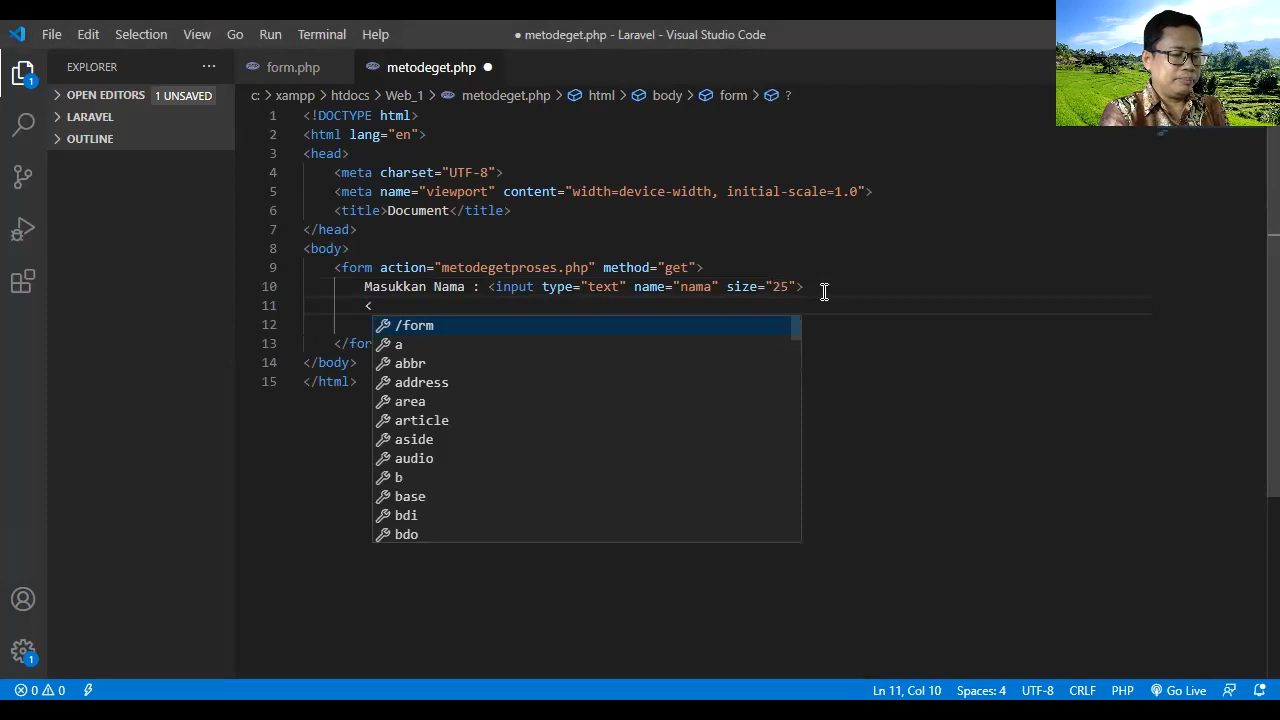 File Edit Selection View Go Run Terminal Help
● metodeget.php - Laravel - Visual Studio Code
EXPLORER ···
form.php
metodeget.php ●
1
OPEN EDITORS 1 UNSAVED
LARAVEL
OUTLINE
c: > xampp > htdocs > Web_1 > metodeget.php > html > body > form > ?
1 <!DOCTYPE html>
2 <html lang="en">
3 <head>
4 <meta charset="UTF-8">
5 <meta name="viewport" content="width=device-width, initial-scale=1.0">
6 <title>Document</title>
7 </head>
8 <body>
9 <form action="metodegetproses.php" method="get">
10 Masukkan Nama : <input type="text" name="nama" size="25">
11 <
12
13 </for
14 </body>
15 </html>
/form
a
abbr
address
area
article
aside
audio
b
base
bdi
bdo
1
0 0
Ln 11, Col 10 Spaces: 4 UTF-8 CRLF PHP Go Live